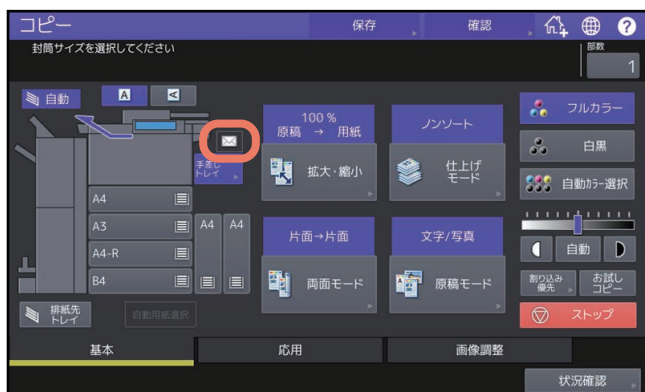 コピー
保存
確認
?
封筒サイズを選択してください
部数
1
自動
A
A
手差し
トレイ
A4
A3
A4-R
B4
A4
A4
排紙先
トレイ
自動用紙選択
100 %
原稿 → 用紙
拡大・縮小
ノンソート
仕上げ
モード
片面→片面
両面モード
文字/写真
原稿モード
フルカラー
白黒
自動カラー選択
自動
割り込み
優先
お試し
コピー
ストップ
基本
応用
画像調整
状況確認